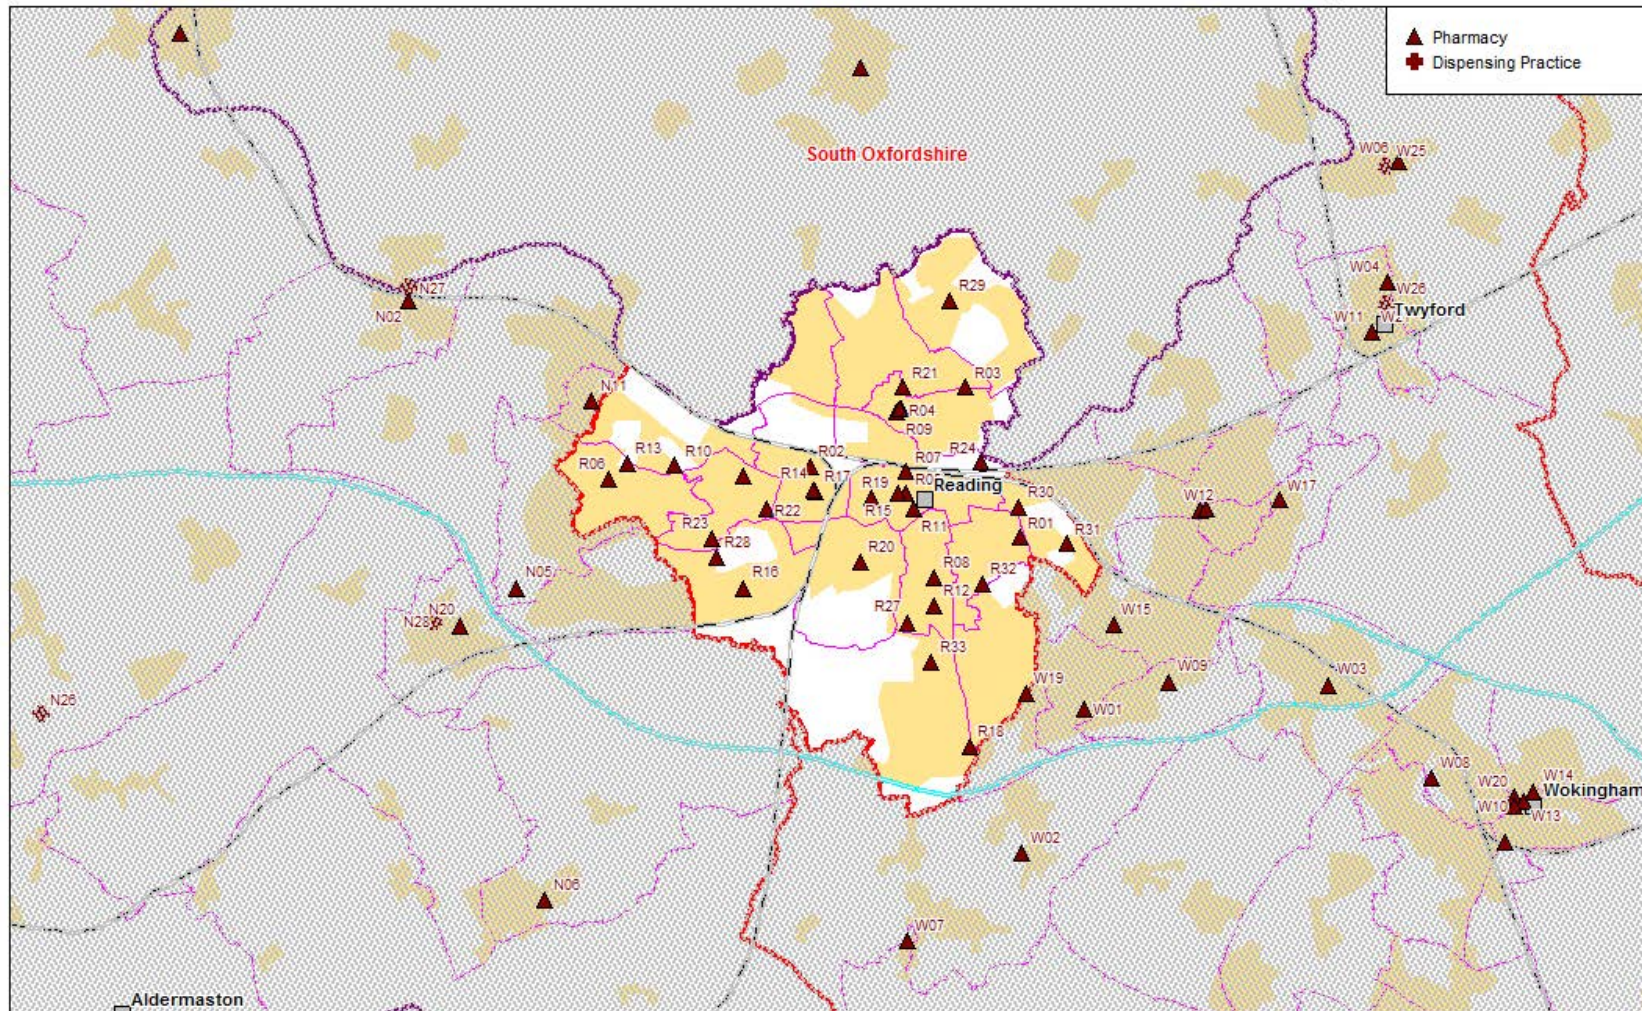 Pharmacy
Dispensing Practice
South Oxfordshire
W06
W25
W04
W26
Twyford
W11
N27
N02
R29
N11
R21
R03
R04
R09
R13
R10
R02
R07
R24
R06
R14
R17
R19
Reading
R30
W12
W17
R22
R15
R11
R01
R31
R23
R28
R20
R08
R32
N05
R16
R12
N20
N28
R27
W15
R33
W19
W09
W03
N26
W01
R18
W08
W20
W14
Wokingham
W10
W13
W02
N06
W07
Aldermaston